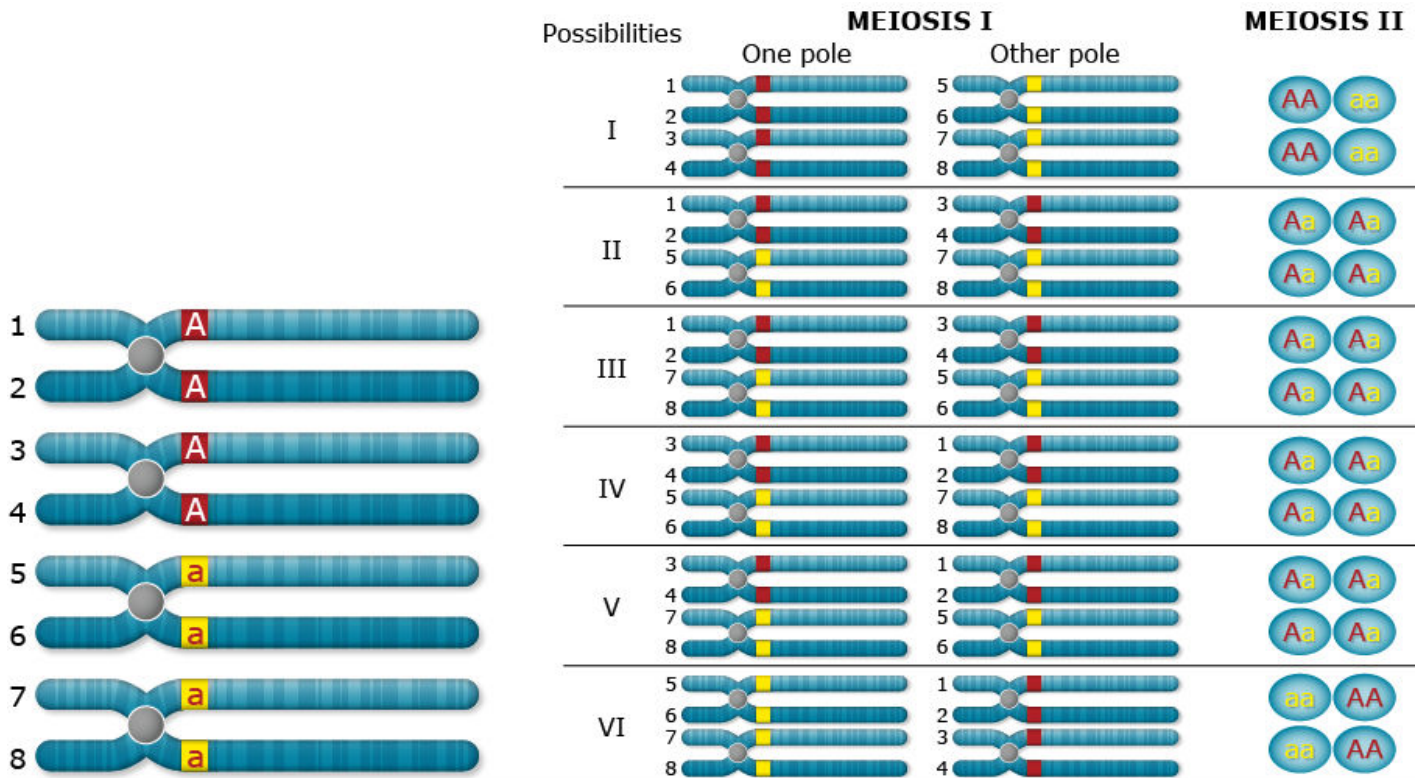 MEIOSIS I MEIOSIS II
Possibilities
One pole Other pole
1 A
2 A
3 A
4 A
5 a
6 a
7 a
8 a
I
1 5
2 6
3 7
4 8
AA aa
AA aa
II
1 3
2 4
5 7
6 8
Aa Aa
Aa Aa
III
1 3
2 4
7 5
8 6
Aa Aa
Aa Aa
IV
3 1
4 2
5 7
6 8
Aa Aa
Aa Aa
V
3 1
4 2
7 5
8 6
Aa Aa
Aa Aa
VI
5 1
6 2
7 3
8 4
aa AA
aa AA